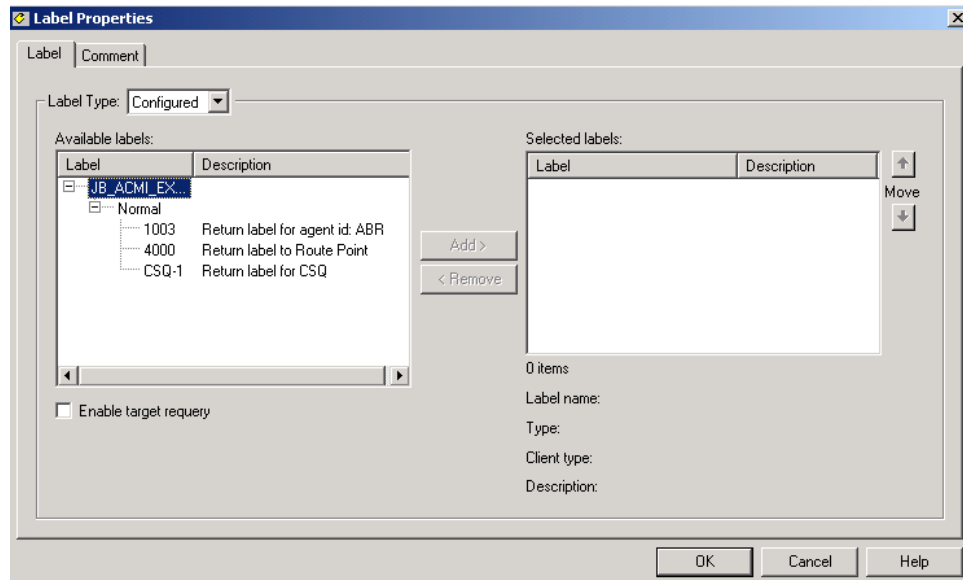 Label Properties
Label Comment
Label Type: Configured
Available labels:
Label Description
JB_ACMI_EX...
Normal
1003 Return label for agent id: ABR
4000 Return label to Route Point
CSQ-1 Return label for CSQ
Enable target requery
Add >
< Remove
Selected labels:
Label Description
Move
0 items
Label name:
Type:
Client type:
Description:
OK Cancel Help